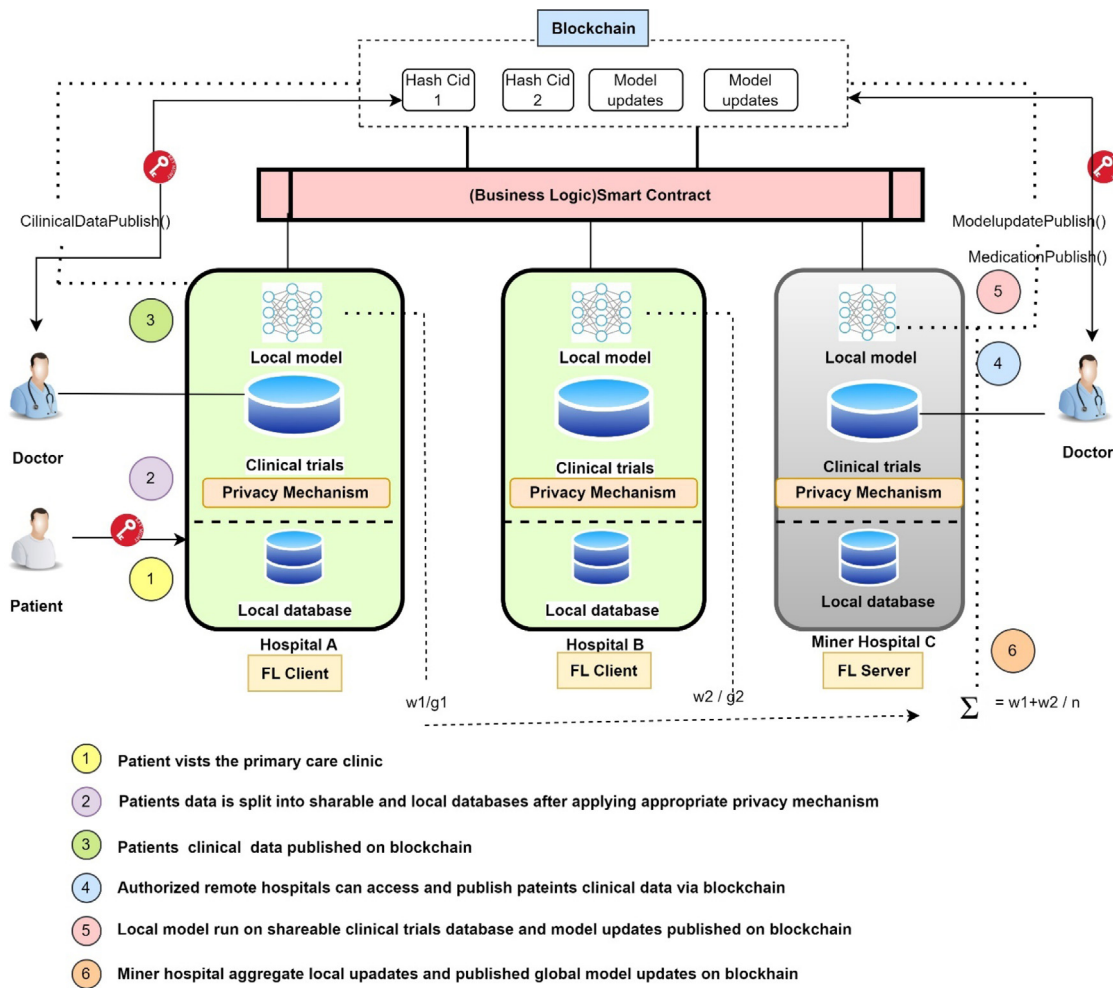 Blockchain
Hash Cid
1
Hash Cid
2
Model
updates
Model
updates
(Business Logic)Smart Contract
CilinicalDataPublish()
ModelupdatePublish()
MedicationPublish()
3
5
4
Local model
Local model
Local model
Doctor
Doctor
2
Clinical trials
Clinical trials
Clinical trials
Privacy Mechanism
Privacy Mechanism
Privacy Mechanism
1
Patient
Local database
Local database
Local database
Hospital A
Hospital B
Miner Hospital C
6
FL Client
FL Client
FL Server
w1/g1
w2 / g2
Σ = w1+w2 / n
1 Patient vists the primary care clinic
2 Patients data is split into sharable and local databases after applying appropriate privacy mechanism
3 Patients clinical data published on blockchain
4 Authorized remote hospitals can access and publish pateints clinical data via blockchain
5 Local model run on shareable clinical trials database and model updates published on blockchain
6 Miner hospital aggregate local upadates and published global model updates on blockhain